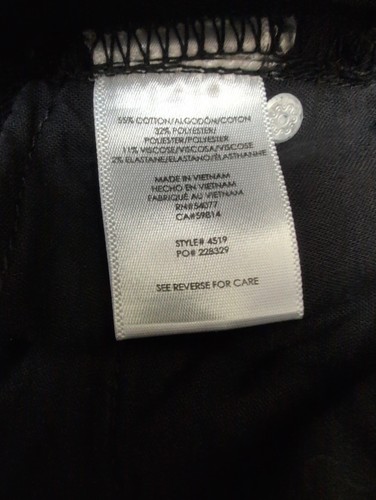 55% COTTON/ALGODÓN/COTON
32% POLYESTER/
POLIESTER/POLYESTER
11% VISCOSE/VISCOSA/VISCOSE
2% ELASTANE/ELASTANO/ÉLASTHANNE
MADE IN VIETNAM
HECHO EN VIETNAM
FABRIQUÉ AU VIETNAM
RN#54077
CA#59814
STYLE# 4519
PO# 228329
SEE REVERSE FOR CARE